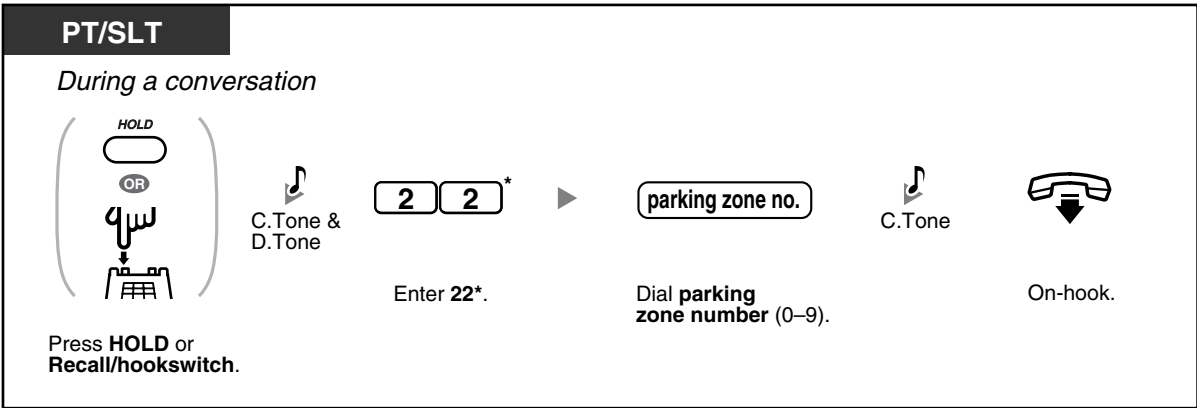 PT/SLT
During a conversation
HOLD
OR
Press HOLD or
Recall/hookswitch.
C.Tone &
D.Tone
2 2 *
Enter 22*.
parking zone no.
Dial parking
zone number (0–9).
C.Tone
On-hook.